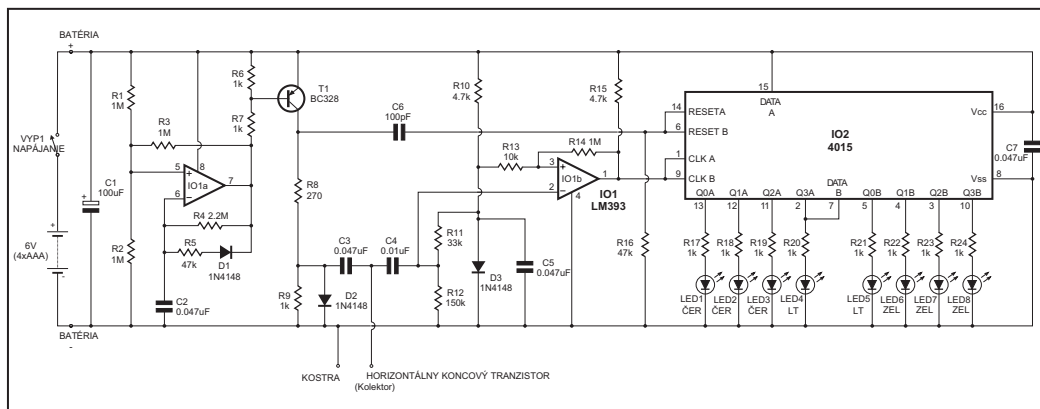 BATÉRIA
+
VYP1
NAPÁJANIE
+
6V
(4xAAA)
-
BATÉRIA
-
+
C1
100uF
R1
1M
R2
1M
R3
1M
5
8
IO1a
7
6
R4 2.2M
R5
47k
D1
1N4148
C2
0.047uF
R6
1k
R7
1k
T1
BC328
R8
270
R9
1k
C3
0.047uF
D2
1N4148
C4
0.01uF
C6
100pF
R11
33k
R12
150k
R10
4.7k
R13
10k
D3
1N4148
C5
0.047uF
R14 1M
R15
4.7k
3
+
IO1b
2
-
1
4
IO1
LM393
R16
47k
KOSTRA
HORIZONTÁLNY KONCOVÝ TRANZISTOR
(Kolektor)
15
DATA
A
14
RESETA
6
RESET B
1
CLK A
9
CLK B
IO2
4015
Vcc
16
Vss
8
C7
0.047uF
Q0A
Q1A
Q2A
Q3A
DATA
B
Q0B
Q1B
Q2B
Q3B
13
12
11
2
7
5
4
3
10
R17
1k
R18
1k
R19
1k
R20
1k
R21
1k
R22
1k
R23
1k
R24
1k
LED1
ČER
LED2
ČER
LED3
ČER
LED4
LT
LED5
LT
LED6
ZEL
LED7
ZEL
LED8
ZEL